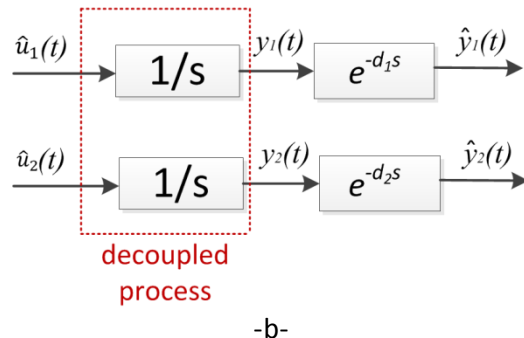 û₁(t) 1/s y₁(t) e^{-d₁s} ŷ₁(t)
û₂(t) 1/s y₂(t) e^{-d₂s} ŷ₂(t)
decoupled
process
-b-